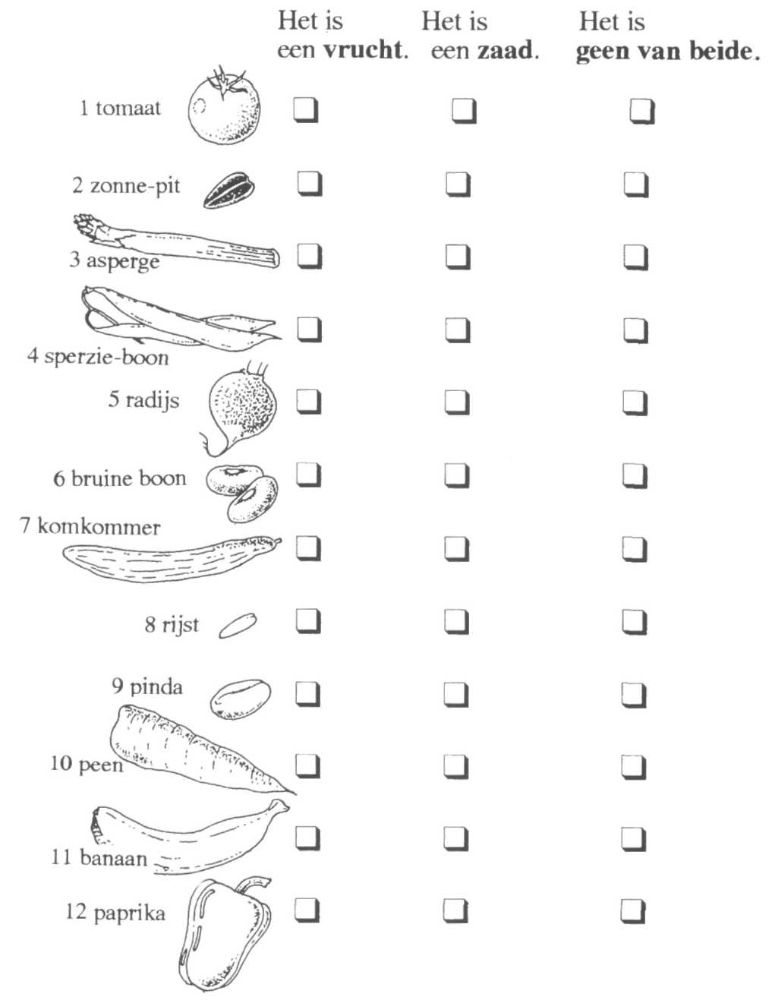 Het is
een vrucht.
Het is
een zaad.
Het is
geen van beide.
1 tomaat
2 zonne-pit
3 asperge
4 sperzie-boon
5 radijs
6 bruine boon
7 komkommer
8 rijst
9 pinda
10 peen
11 banaan
12 paprika